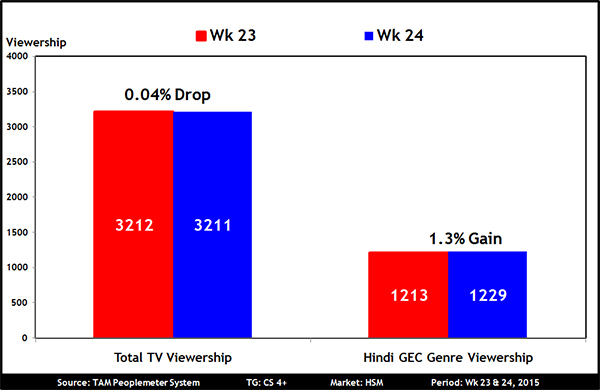 Viewership
Wk 23
Wk 24
4000
3500
3000
2500
2000
1500
1000
500
0
0.04% Drop
3212
3211
1.3% Gain
1213
1229
Total TV Viewership
Hindi GEC Genre Viewership
Source: TAM Peoplemeter System TG: CS 4+ Market: HSM Period: Wk 23 & 24, 2015